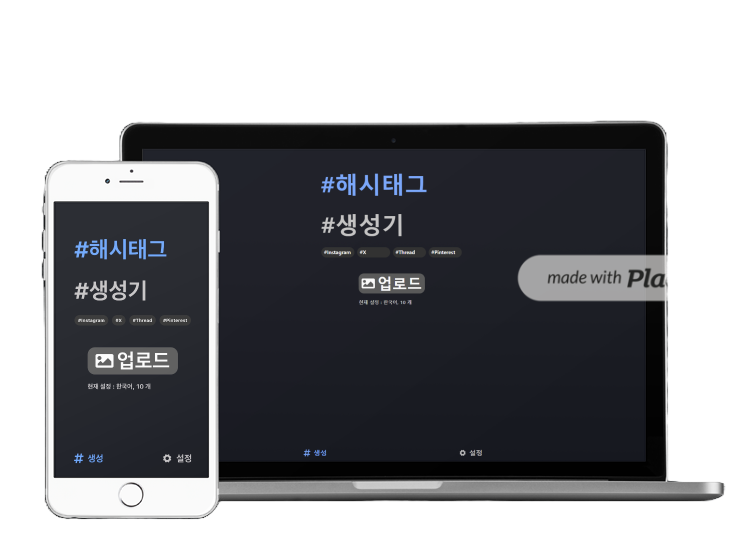 #해시태그
#생성기
#Instagram #X #Thread #Pinterest
업로드
현재 설정 : 한국어, 10 개
# 생성
설정
#해시태그
#생성기
#Instagram #X #Thread #Pinterest
업로드
현재 설정 : 한국어, 10 개
# 생성
설정
made with Pla